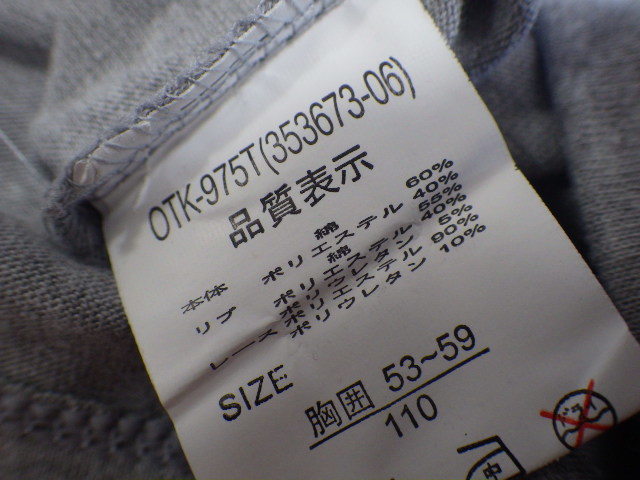 OTK-975T(353673-06)
品質表示
本体 綿 60%
ポリエステル 40%
リブ 綿 55%
ポリエステル 40%
ポリウレタン 5%
レース ポリエステル 90%
ポリウレタン 10%
SIZE
胸囲 53~59
110
ドライ
中